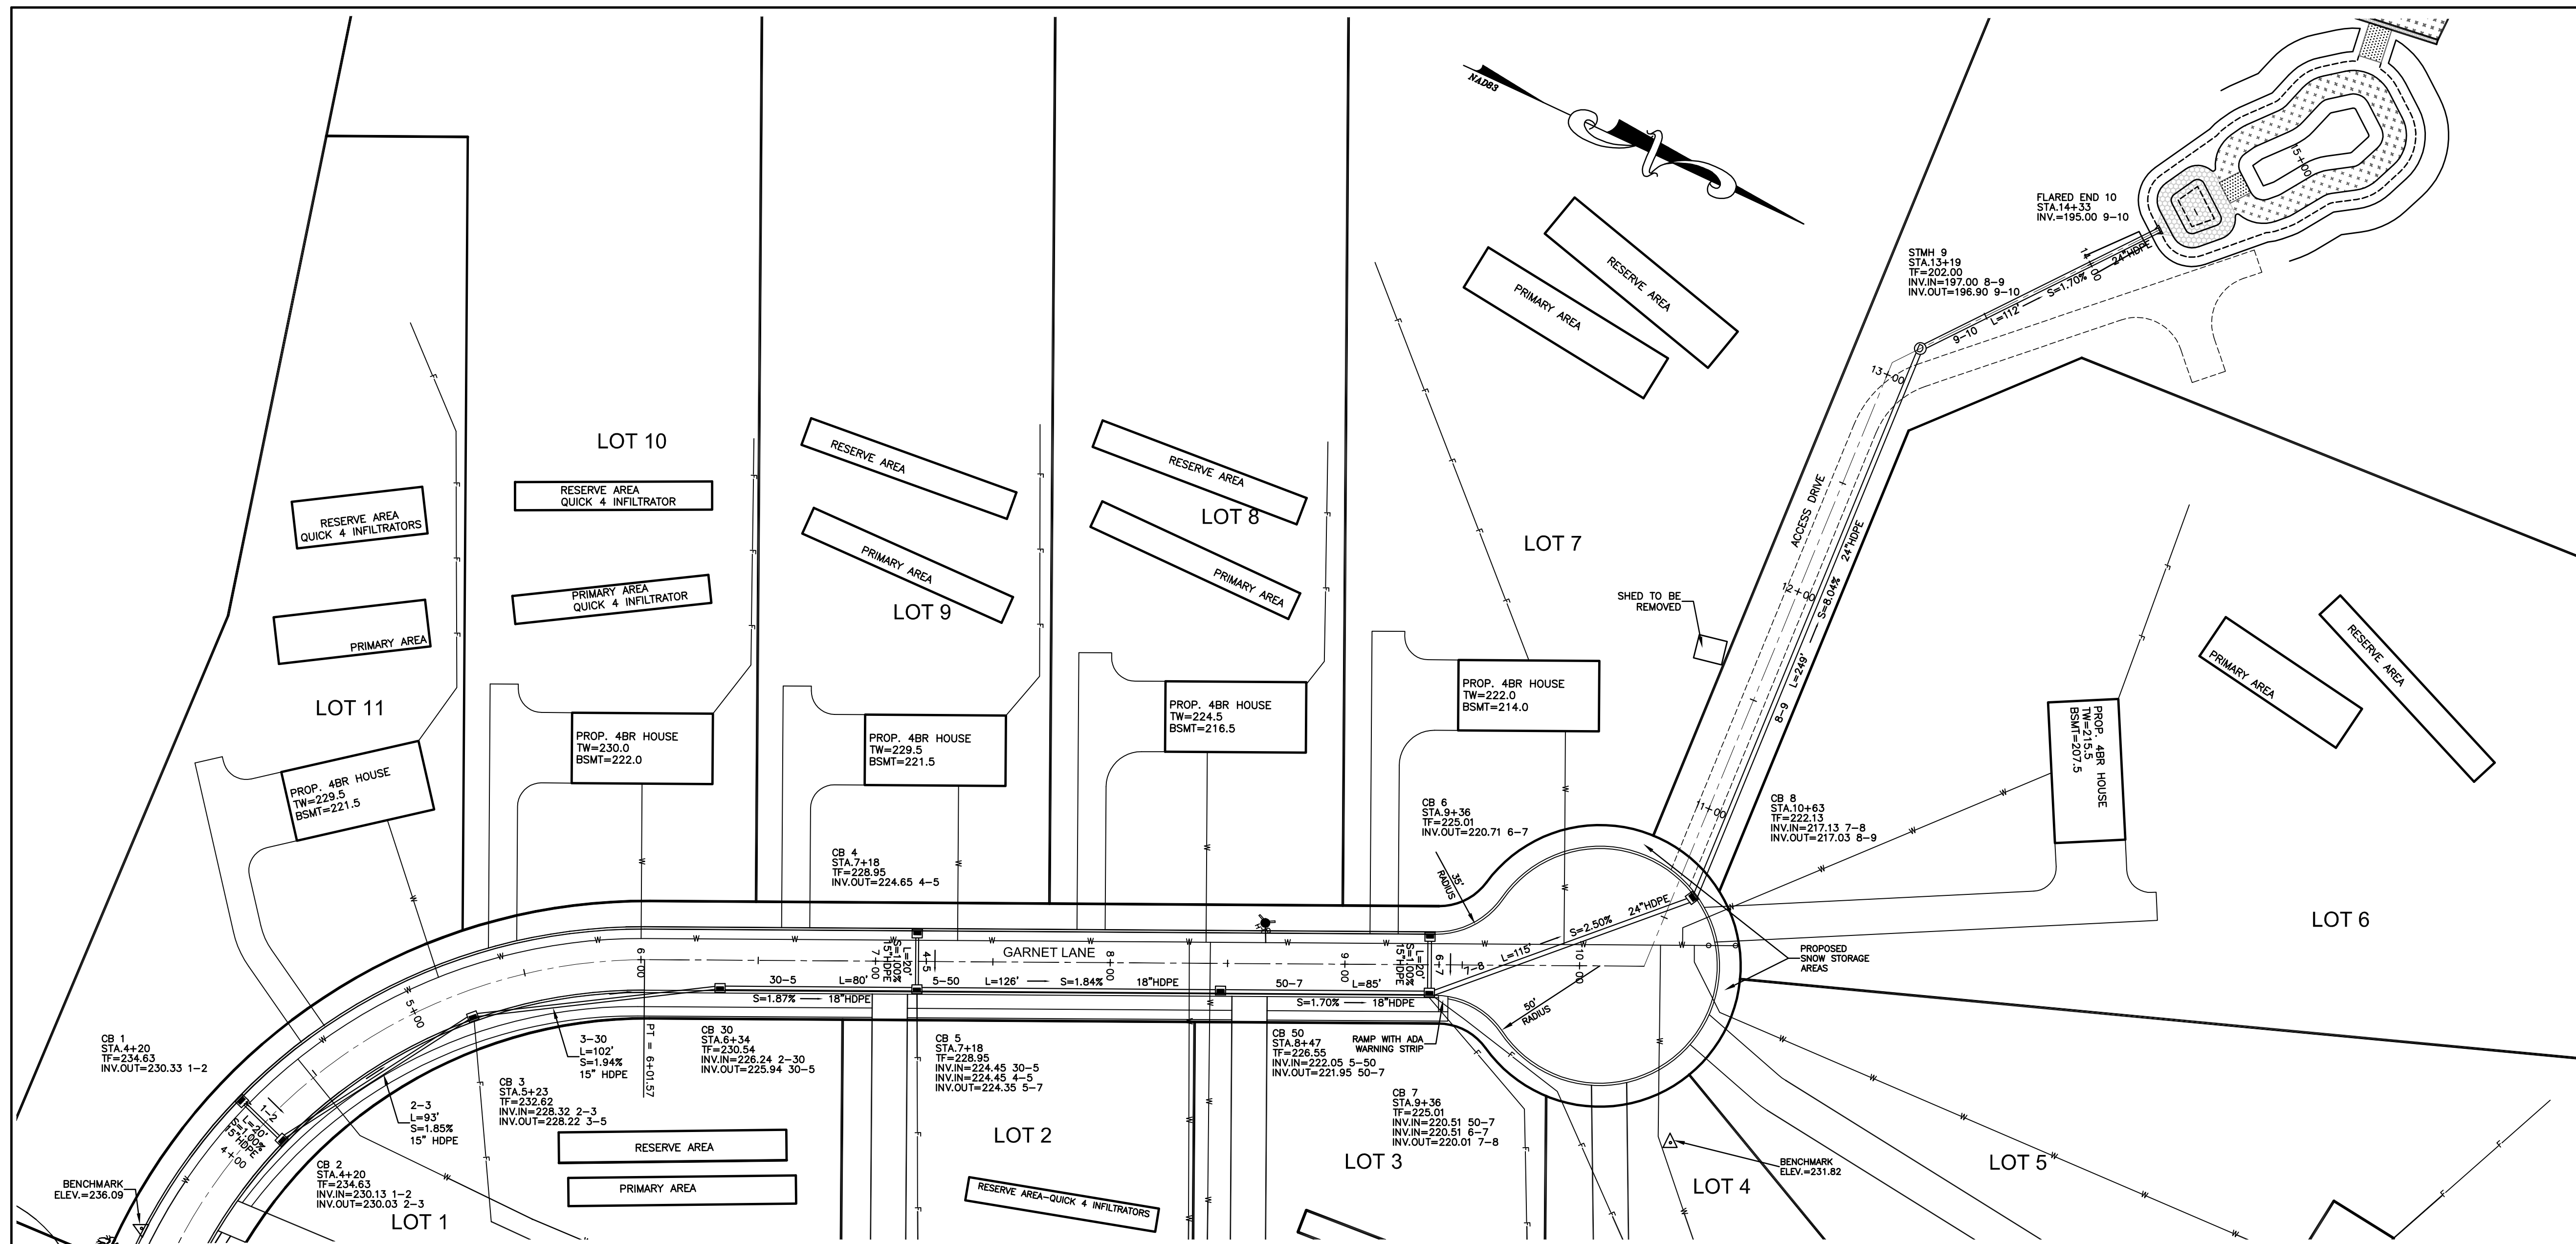 NAD83
15+00
FLARED END 10
STA.14+33
INV.=195.00 9-10
STMH 9
STA.13+19
TF=202.00
INV.IN=197.00 8-9
INV.OUT=196.90 9-10
14+00
24"HDPE
S=1.70%
L=112'
9-10
13+00
RESERVE AREA
PRIMARY AREA
LOT 10
RESERVE AREA
QUICK 4 INFILTRATORS
RESERVE AREA
QUICK 4 INFILTRATOR
RESERVE AREA
RESERVE AREA
LOT 8
LOT 7
ACCESS DRIVE
24"HDPE
S=8.04%
L=249'
8-9
12+00
11+00
PRIMARY AREA
QUICK 4 INFILTRATOR
PRIMARY AREA
PRIMARY AREA
LOT 9
SHED TO BE
REMOVED
PRIMARY AREA
PRIMARY AREA
RESERVE AREA
LOT 11
PROP. 4BR HOUSE
TW=229.5
BSMT=221.5
PROP. 4BR HOUSE
TW=230.0
BSMT=222.0
PROP. 4BR HOUSE
TW=229.5
BSMT=221.5
PROP. 4BR HOUSE
TW=224.5
BSMT=216.5
PROP. 4BR HOUSE
TW=222.0
BSMT=214.0
PROP. 4BR HOUSE
TW=215.5
BSMT=207.5
CB 6
STA.9+36
TF=225.01
INV.OUT=220.71 6-7
CB 8
STA.10+63
TF=222.13
INV.IN=217.13 7-8
INV.OUT=217.03 8-9
CB 4
STA.7+18
TF=228.95
INV.OUT=224.65 4-5
35'
RADIUS
LOT 6
PROPOSED
SNOW STORAGE
AREAS
GARNET LANE
5+00
6+00
7+00
15"HDPE
S=1.00%
L=20'
4-5
8+00
9+00
15"HDPE
S=1.00%
L=20'
6-7
7-8
L=115'
S=2.50%
24"HDPE
10+00
30-5
L=80'
S=1.87%
18"HDPE
5-50
L=126'
S=1.84%
18"HDPE
50-7
L=85'
S=1.70%
18"HDPE
50'
RADIUS
RAMP WITH ADA
WARNING STRIP
PT = 6+01.57
CB 1
STA.4+20
TF=234.63
INV.OUT=230.33 1-2
1-2
L=20'
S=1.00%
15"HDPE
4+00
3-30
L=102'
S=1.94%
15" HDPE
CB 30
STA.6+34
TF=230.54
INV.IN=226.24 2-30
INV.OUT=225.94 30-5
CB 5
STA.7+18
TF=228.95
INV.IN=224.45 30-5
INV.IN=224.45 4-5
INV.OUT=224.35 5-7
CB 50
STA.8+47
TF=226.55
INV.IN=222.05 5-50
INV.OUT=221.95 50-7
CB 3
STA.5+23
TF=232.62
INV.IN=228.32 2-3
INV.OUT=228.22 3-5
2-3
L=93'
S=1.85%
15" HDPE
CB 7
STA.9+36
TF=225.01
INV.IN=220.51 50-7
INV.IN=220.51 6-7
INV.OUT=220.01 7-8
CB 2
STA.4+20
TF=234.63
INV.IN=230.13 1-2
INV.OUT=230.03 2-3
BENCHMARK
ELEV.=236.09
LOT 1
RESERVE AREA
PRIMARY AREA
LOT 2
RESERVE AREA-QUICK 4 INFILTRATORS
LOT 3
LOT 4
BENCHMARK
ELEV.=231.82
LOT 5